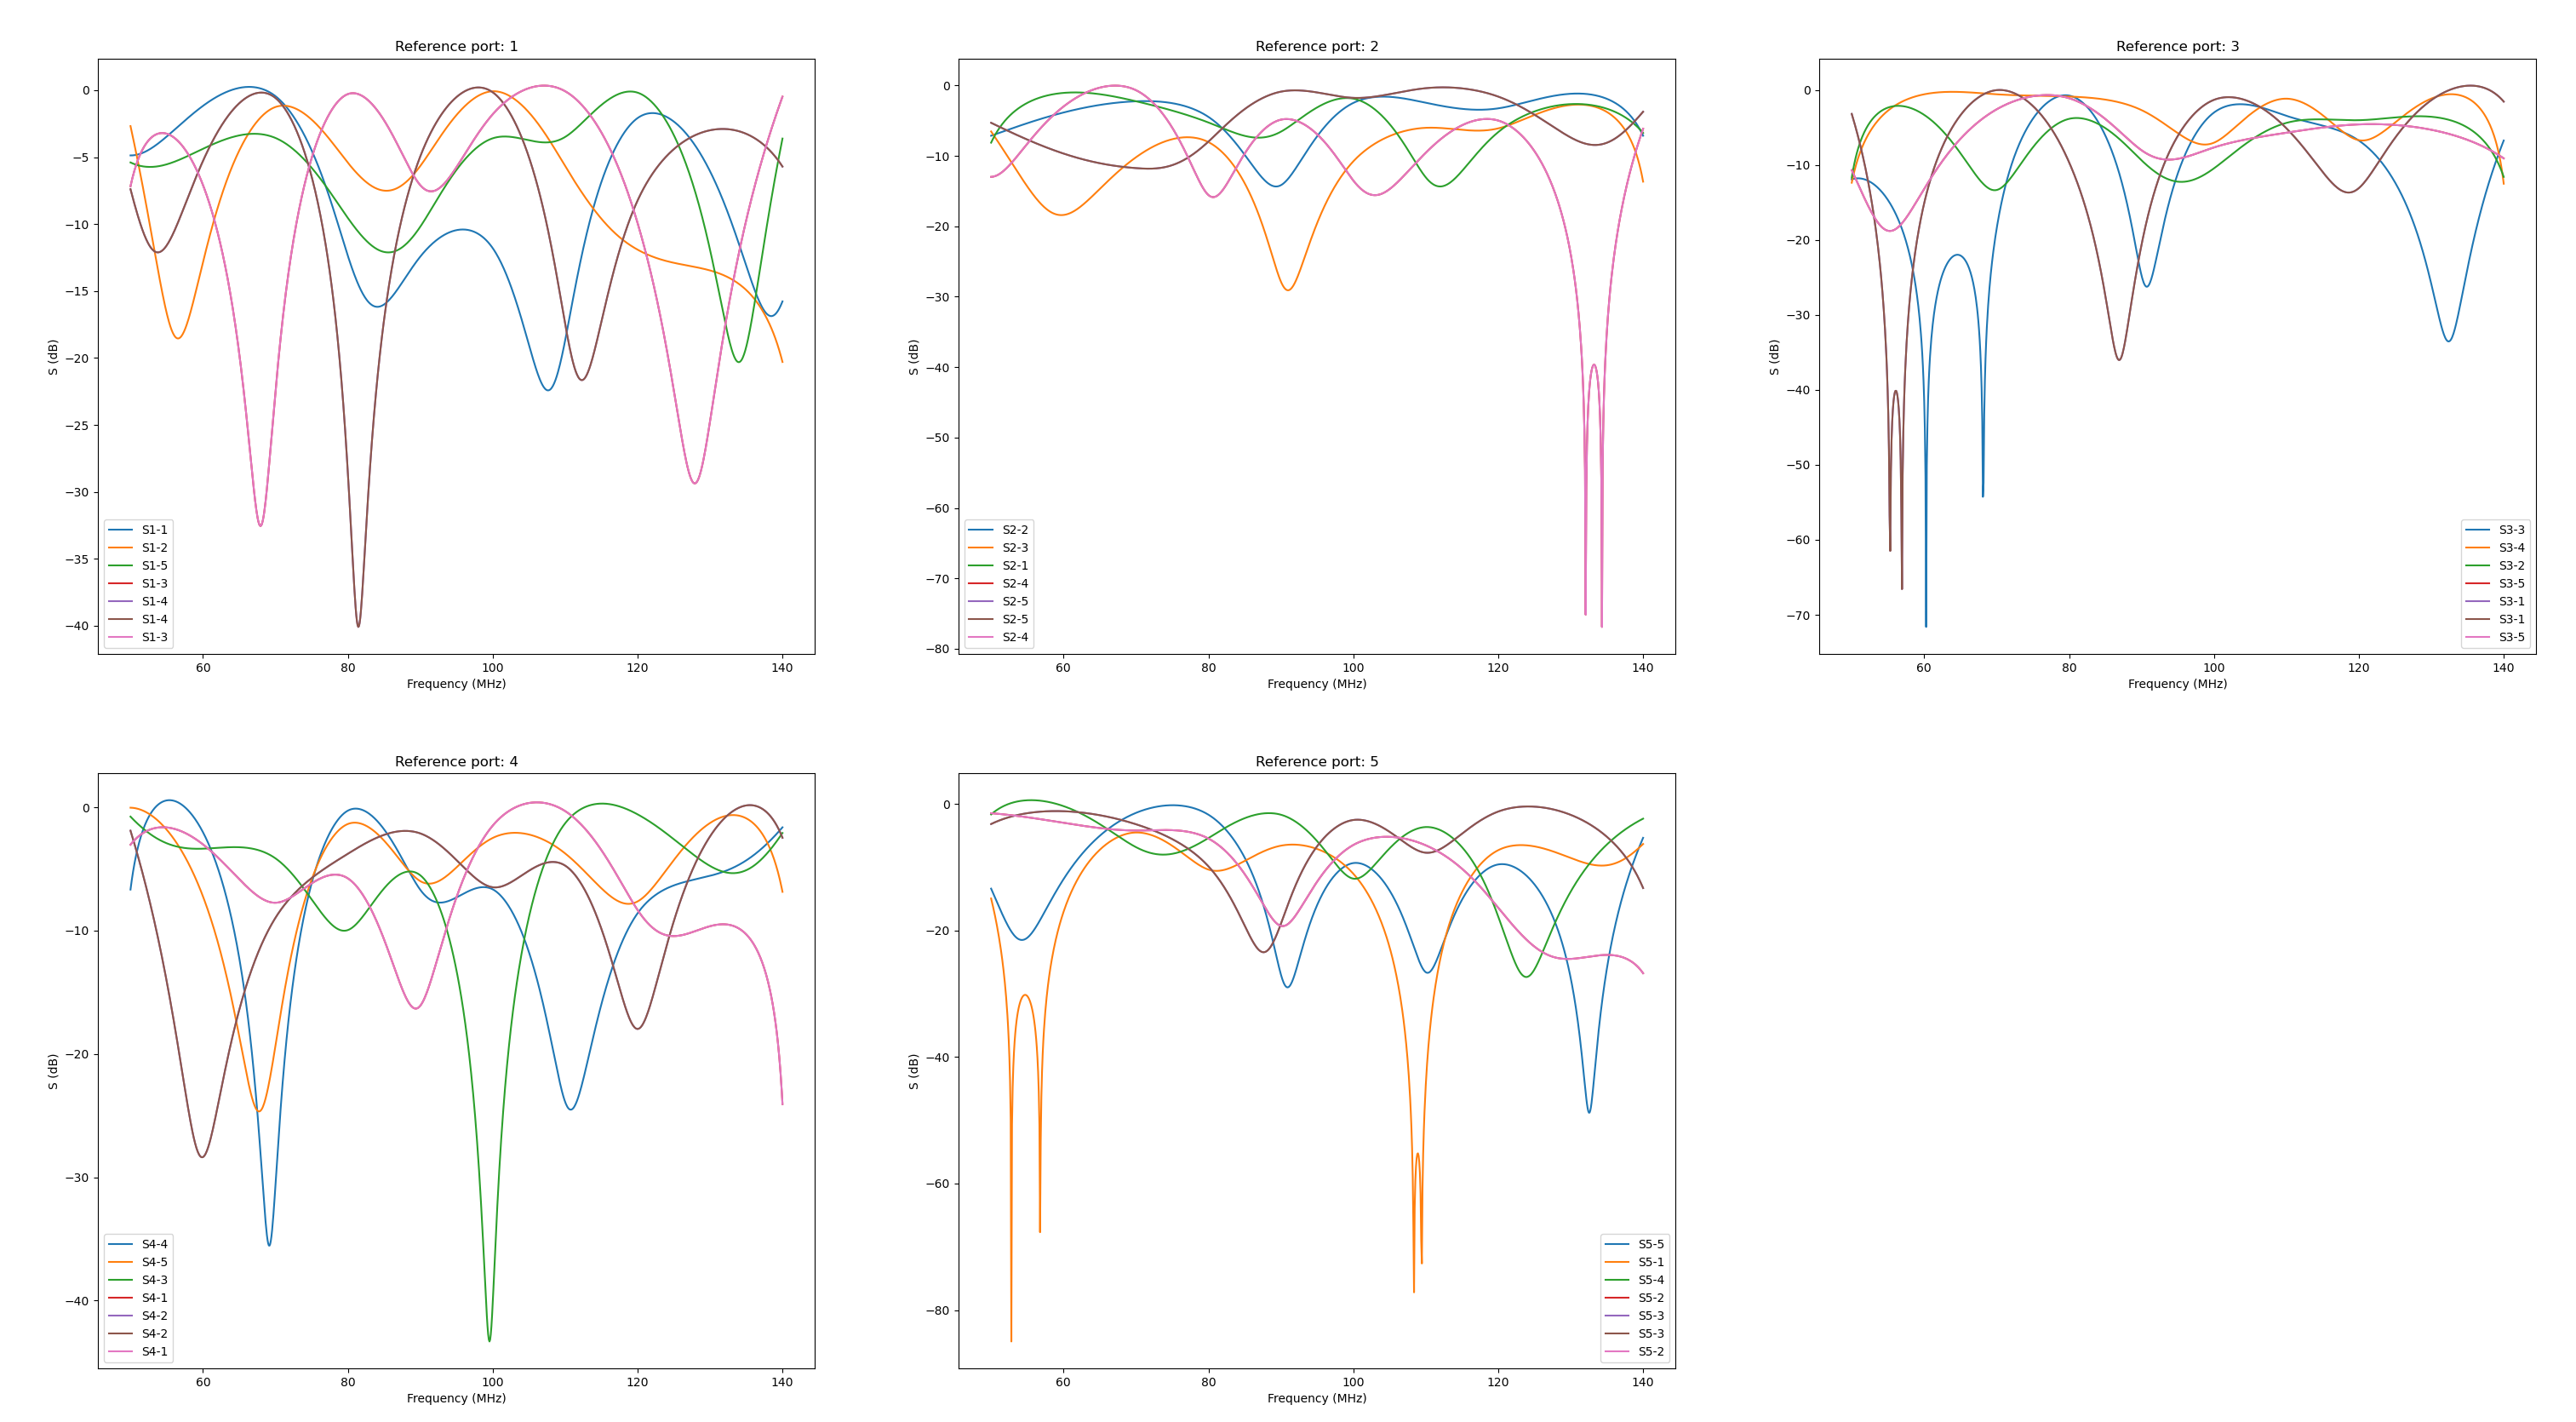 Reference port: 1
0
−5
−10
−15
−20
−25
−30
−35
−40
S (dB)
60 80 100 120 140
Frequency (MHz)
S1-1
S1-2
S1-5
S1-3
S1-4
S1-4
S1-3
Reference port: 2
0
−10
−20
−30
−40
−50
−60
−70
−80
S (dB)
60 80 100 120 140
Frequency (MHz)
S2-2
S2-3
S2-1
S2-4
S2-5
S2-5
S2-4
Reference port: 3
0
−10
−20
−30
−40
−50
−60
−70
S (dB)
60 80 100 120 140
Frequency (MHz)
S3-3
S3-4
S3-2
S3-5
S3-1
S3-1
S3-5
Reference port: 4
0
−10
−20
−30
−40
S (dB)
60 80 100 120 140
Frequency (MHz)
S4-4
S4-5
S4-3
S4-1
S4-2
S4-2
S4-1
Reference port: 5
0
−20
−40
−60
−80
S (dB)
60 80 100 120 140
Frequency (MHz)
S5-5
S5-1
S5-4
S5-2
S5-3
S5-3
S5-2